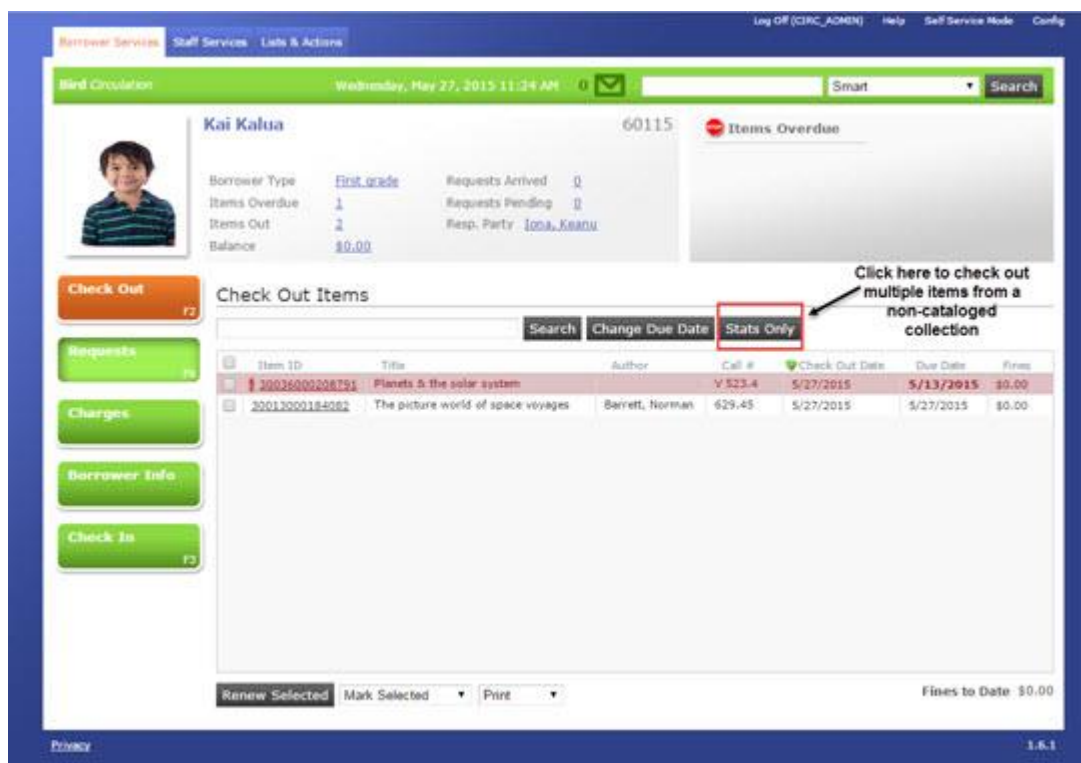 Log Off (CIRC_ADMIN) Help Self Service Mode Config
Borrower Services Staff Services Lists & Actions
Bird Circulation Wednesday, May 27, 2015 11:24 AM 0 Smart Search
Kai Kalua 60115 Items Overdue
Borrower Type First grade Requests Arrived 0
Items Overdue 1 Requests Pending 0
Items Out 2 Resp. Party Iona, Keanu
Balance $0.00
Click here to check out
multiple items from a
non-cataloged
collection
Check Out F2
Check Out Items
Search Change Due Date Stats Only
Requests
Item ID Title Author Call # Check Out Date Due Date Fines
30036000208791 Planets & the solar system V 523.4 5/27/2015 5/13/2015 $0.00
30013000184082 The picture world of space voyages Barrett, Norman 629.45 5/27/2015 5/27/2015 $0.00
Charges
Borrower Info
Check In F3
Renew Selected Mark Selected Print Fines to Date $0.00
Privacy 1.6.1